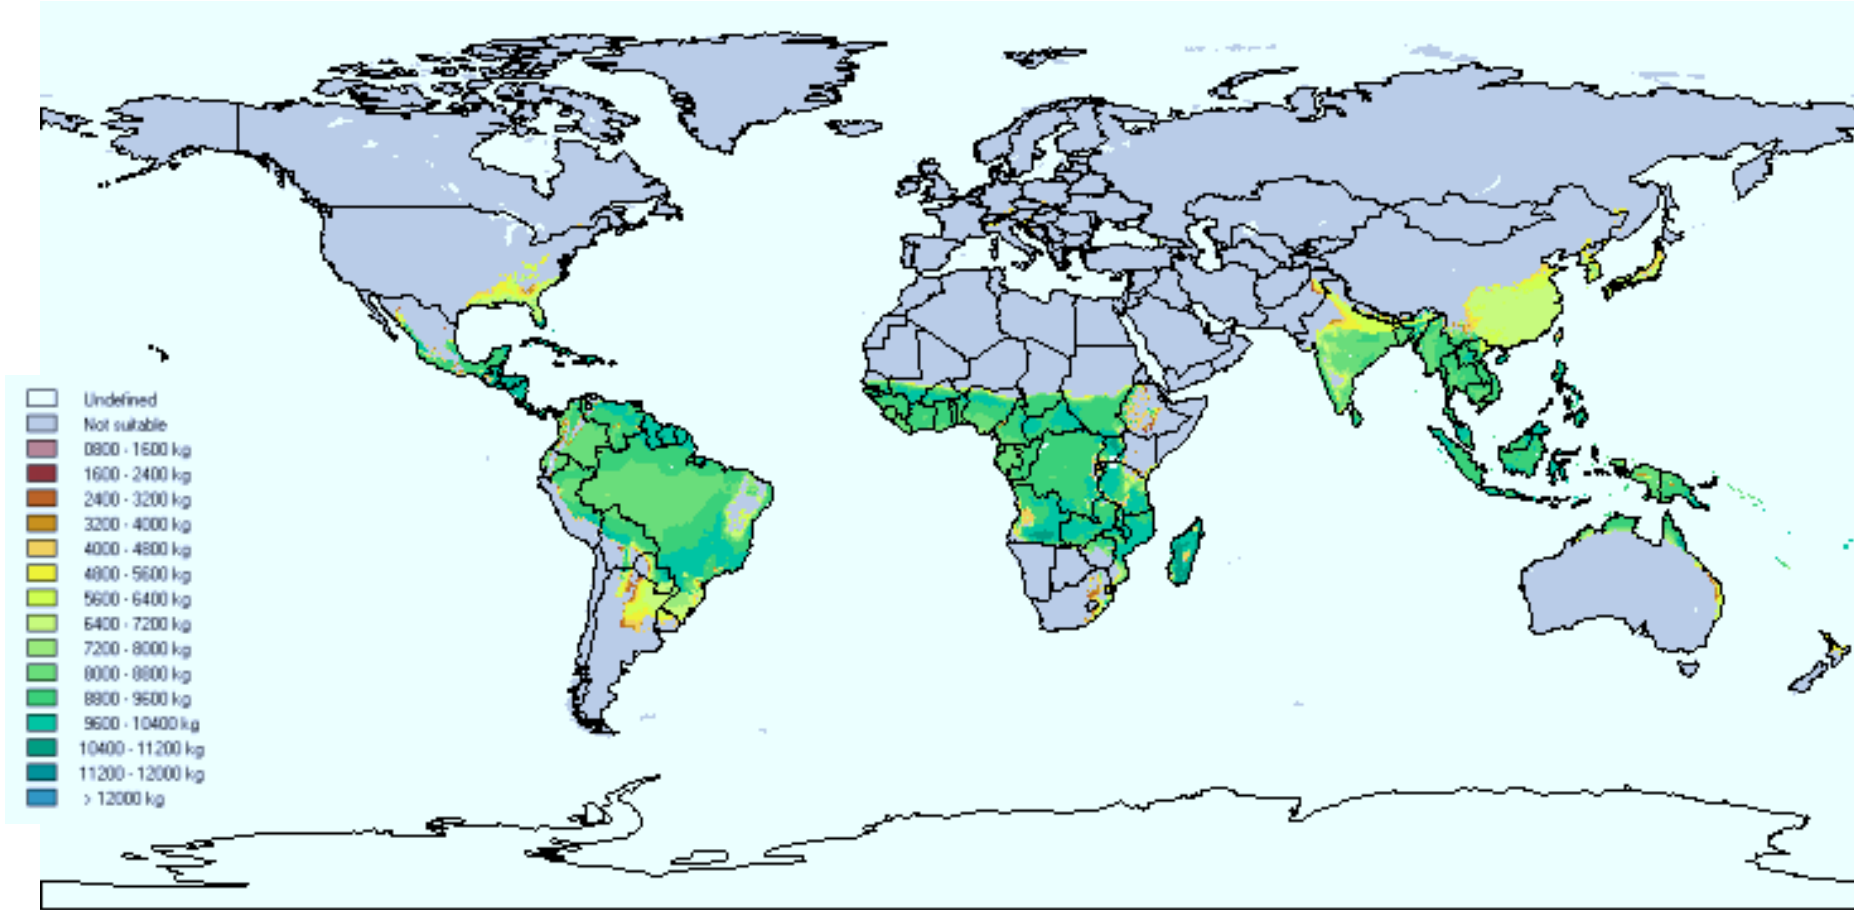 Undefined
Not suitable
0800 - 1600 kg
1600 - 2400 kg
2400 - 3200 kg
3200 - 4000 kg
4000 - 4800 kg
4800 - 5600 kg
5600 - 6400 kg
6400 - 7200 kg
7200 - 8000 kg
8000 - 8800 kg
8800 - 9600 kg
9600 - 10400 kg
10400 - 11200 kg
11200 - 12000 kg
> 12000 kg